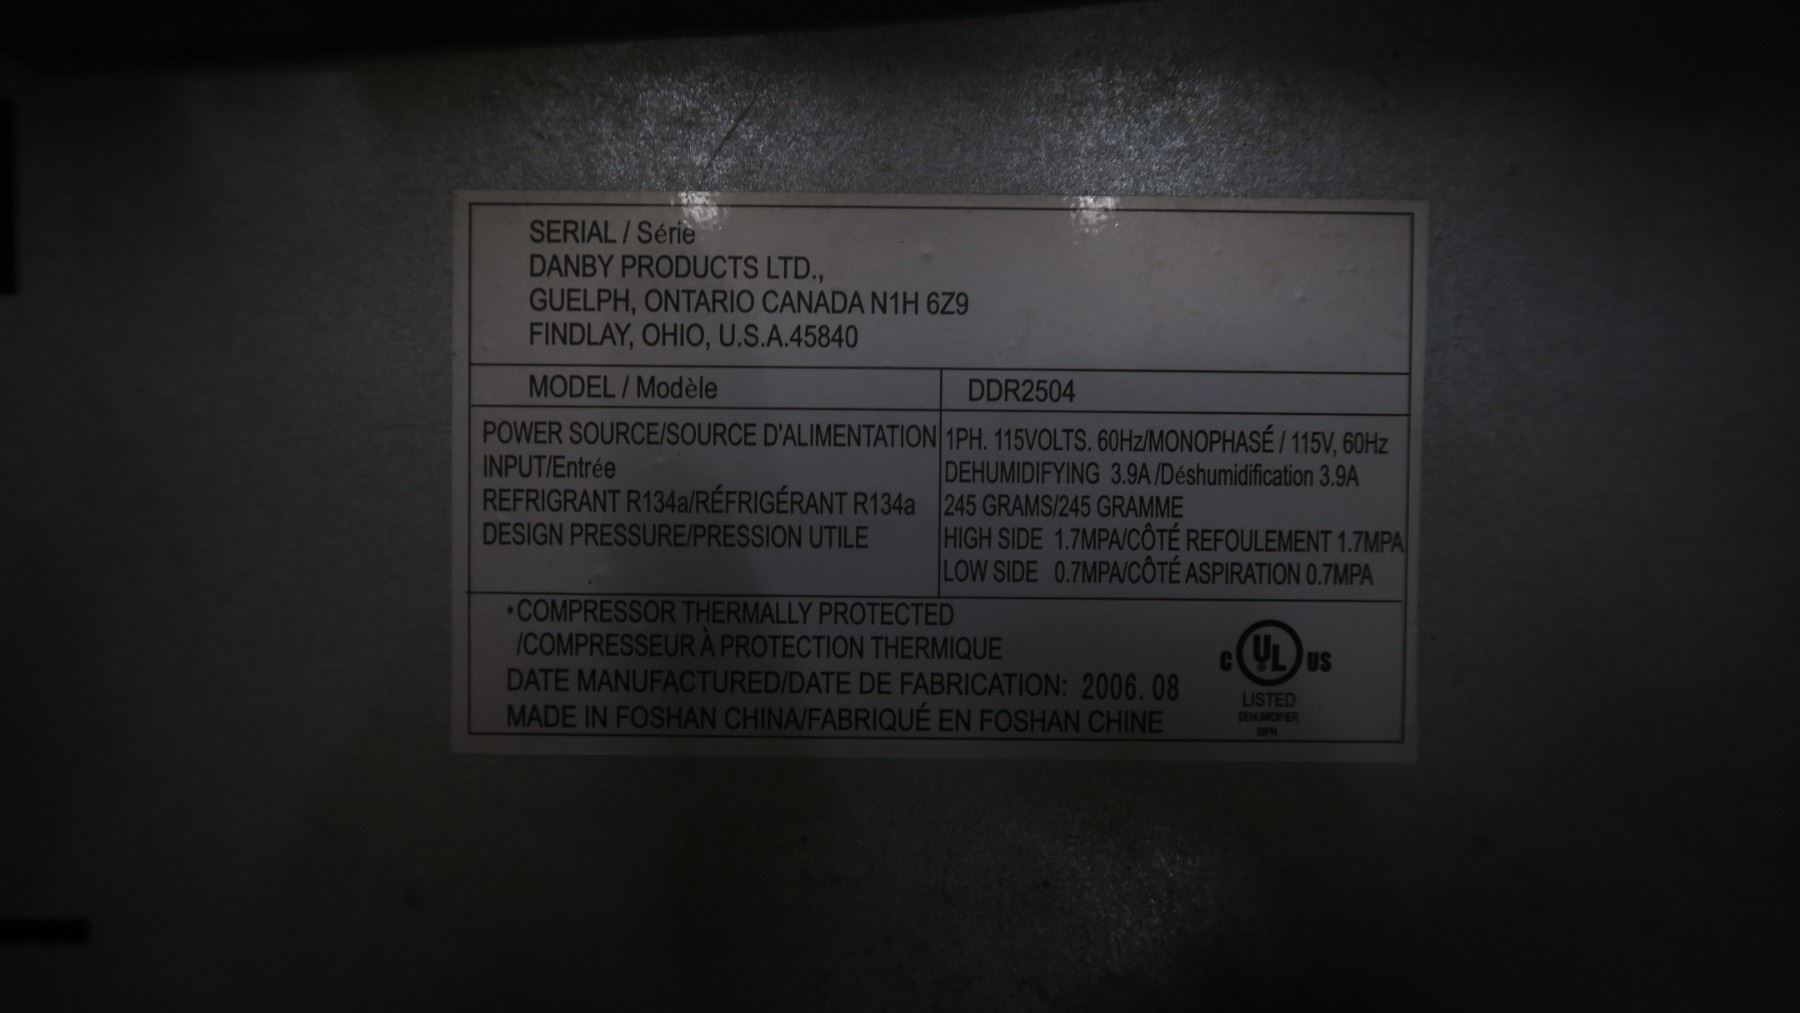 SERIAL / Série
DANBY PRODUCTS LTD.,
GUELPH, ONTARIO CANADA N1H 6Z9
FINDLAY, OHIO, U.S.A.45840
MODEL / Modèle DDR2504
POWER SOURCE/SOURCE D'ALIMENTATION 1PH. 115VOLTS. 60Hz/MONOPHASÉ / 115V, 60Hz
INPUT/Entrée DEHUMIDIFYING 3.9A /Déshumidification 3.9A
REFRIGRANT R134a/RÉFRIGÉRANT R134a 245 GRAMS/245 GRAMME
DESIGN PRESSURE/PRESSION UTILE HIGH SIDE 1.7MPA/CÔTÉ REFOULEMENT 1.7MPA
LOW SIDE 0.7MPA/CÔTÉ ASPIRATION 0.7MPA
*COMPRESSOR THERMALLY PROTECTED
/COMPRESSEUR À PROTECTION THERMIQUE
DATE MANUFACTURED/DATE DE FABRICATION: 2006.08
MADE IN FOSHAN CHINA/FABRIQUÉ EN FOSHAN CHINE
C UL US
LISTED
DEHUMIDIFIER